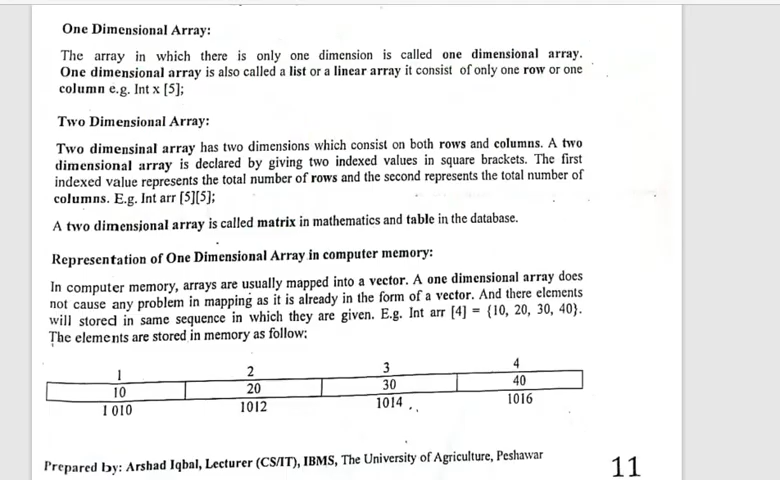 One Dimensional Array:
The array in which there is only one dimension is called one dimensional array.
One dimensional array is also called a list or a linear array it consist of only one row or one
column e.g. Int x [5];
Two Dimensional Array:
Two dimensinal array has two dimensions which consist on both rows and columns. A two
dimensional array is declared by giving two indexed values in square brackets. The first
indexed value represents the total number of rows and the second represents the total number of
columns. E.g. Int arr [5][5];
A two dimensional array is called matrix in mathematics and table in the database.
Representation of One Dimensional Array in computer memory:
In computer memory, arrays are usually mapped into a vector. A one dimensional array does
not cause any problem in mapping as it is already in the form of a vector. And there elements
will stored in same sequence in which they are given. E.g. Int arr [4] = {10, 20, 30, 40}.
The elements are stored in memory as follow:
1 2 3 4
10 20 30 40
1010 1012 1014 1016
Prepared by: Arshad Iqbal, Lecturer (CS/IT), IBMS, The University of Agriculture, Peshawar
11